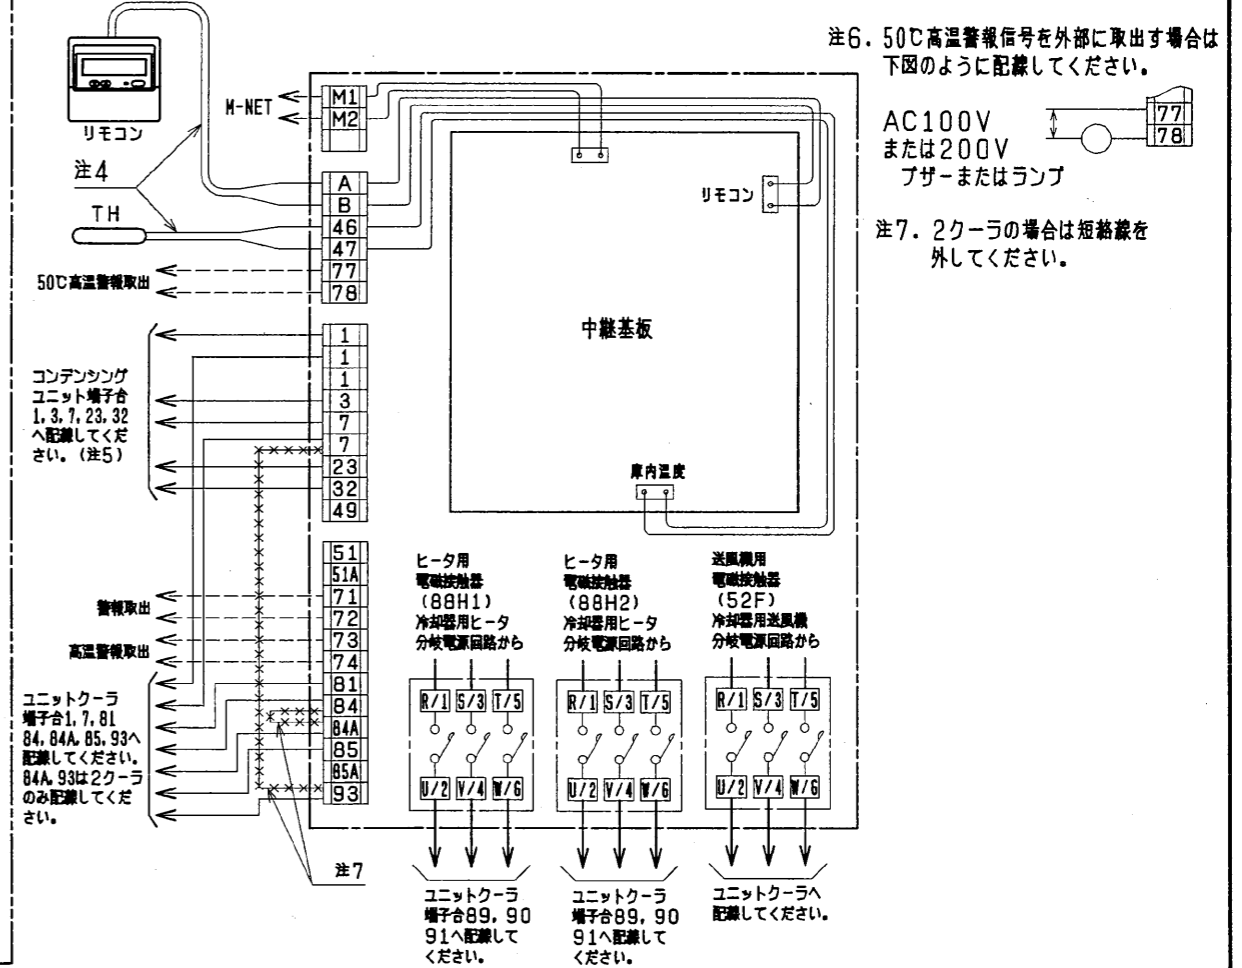 注6. 50℃高温警報信号を外部に取出す場合は
下図のように配線してください。
AC100V
または200V
ブザーまたはランプ
77
78
注7. 2クーラの場合は短絡線を
外してください。
リモコン
注4
TH
M-NET
M1
M2
A
B
46
47
77
78
50℃高温警報取出
リモコン
中継基板
庫内温度
コンデンシング
ユニット端子台
1, 3, 7, 23, 32
へ配線してくだ
さい。(注5)
1
1
1
3
7
7
23
32
49
51
51A
71
72
73
74
81
84
84A
85
85A
93
警報取出
高温警報取出
ユニットクーラ
端子台1, 7, 81
84, 84A, 85, 93へ
配線してください。
84A, 93は2クーラ
のみ配線してくだ
さい。
注7
ヒータ用
電磁接触器
(88H1)
冷却器用ヒータ
分岐電源回路から
R/1 S/3 T/5
U/2 V/4 W/6
ユニットクーラ
端子台89, 90
91へ配線して
ください。
ヒータ用
電磁接触器
(88H2)
冷却器用ヒータ
分岐電源回路から
R/1 S/3 T/5
U/2 V/4 W/6
ユニットクーラ
端子台89, 90
91へ配線して
ください。
送風機用
電磁接触器
(52F)
冷却器用送風機
分岐電源回路から
R/1 S/3 T/5
U/2 V/4 W/6
ユニットクーラへ
配線してください。